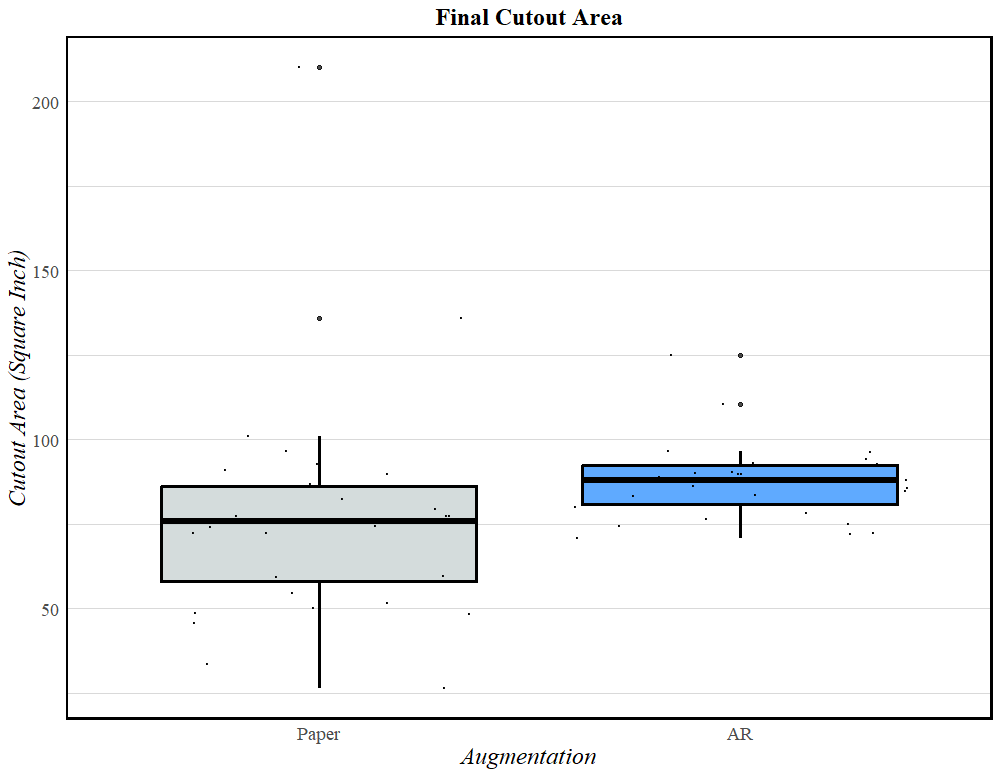 Final Cutout Area
Cutout Area (Square Inch)
200
150
100
50
Paper
AR
Augmentation